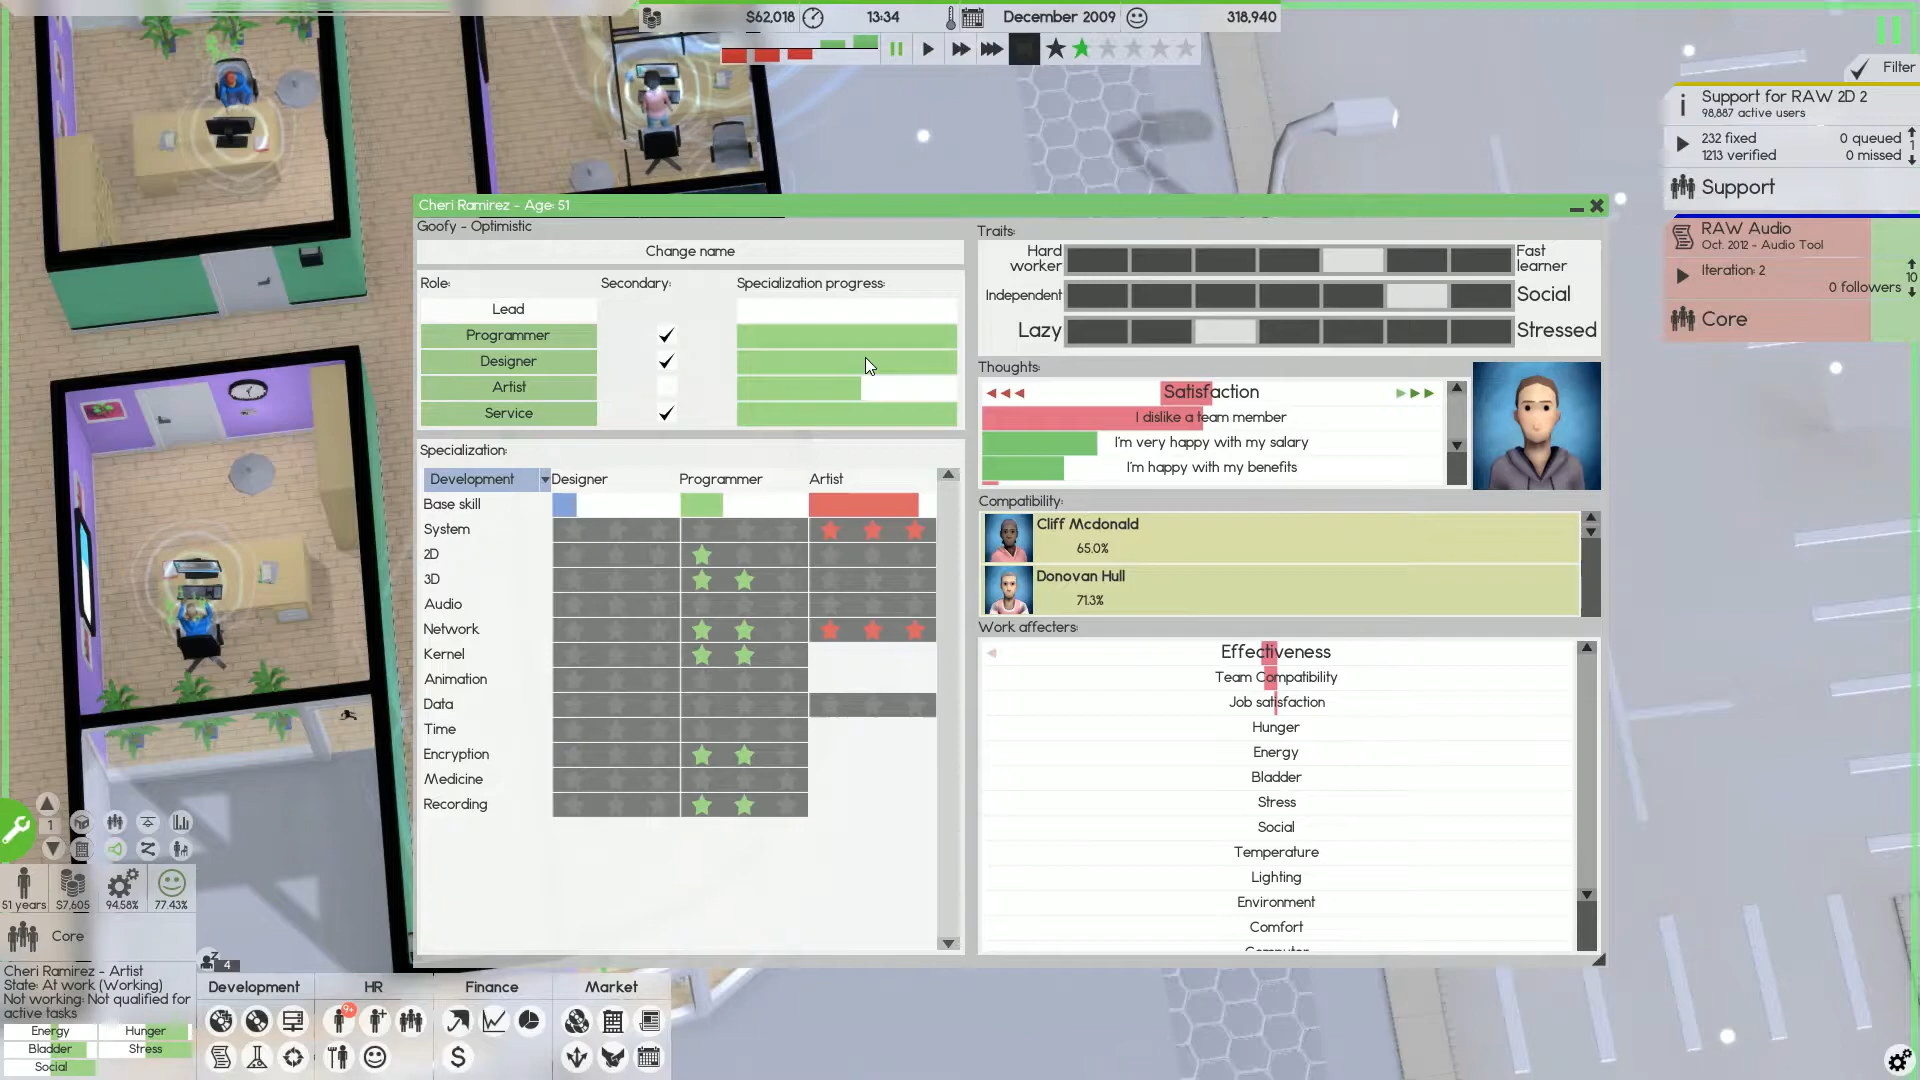 $62,018
13:34
December 2009
318,940
Filter
Support for RAW 2D 2
98,887 active users
232 fixed
0 queued
1213 verified
0 missed
1
Support
RAW Audio
Oct. 2012 - Audio Tool
Iteration: 2
10
0 followers
Core
Cheri Ramirez - Age: 51
Goofy - Optimistic
Change name
Role:
Secondary:
Specialization progress:
Lead
Programmer
Designer
Artist
Service
Specialization:
Development
Designer
Programmer
Artist
Base skill
System
2D
3D
Audio
Network
Kernel
Animation
Data
Time
Encryption
Medicine
Recording
Traits:
Hard worker
Fast learner
Independent
Social
Lazy
Stressed
Thoughts:
Satisfaction
I dislike a team member
I'm very happy with my salary
I'm happy with my benefits
Compatibility:
Cliff Mcdonald
65.0%
Donovan Hull
71.3%
Work affecters:
Effectiveness
Team Compatibility
Job satisfaction
Hunger
Energy
Bladder
Stress
Social
Temperature
Lighting
Environment
Comfort
Computer
1
51 years
$7,605
94.58%
77.43%
Core
Cheri Ramirez - Artist
State: At work (Working)
Not working: Not qualified for
active tasks
Energy
Hunger
Bladder
Stress
Social
Z
4
Development
HR
Finance
Market
9+